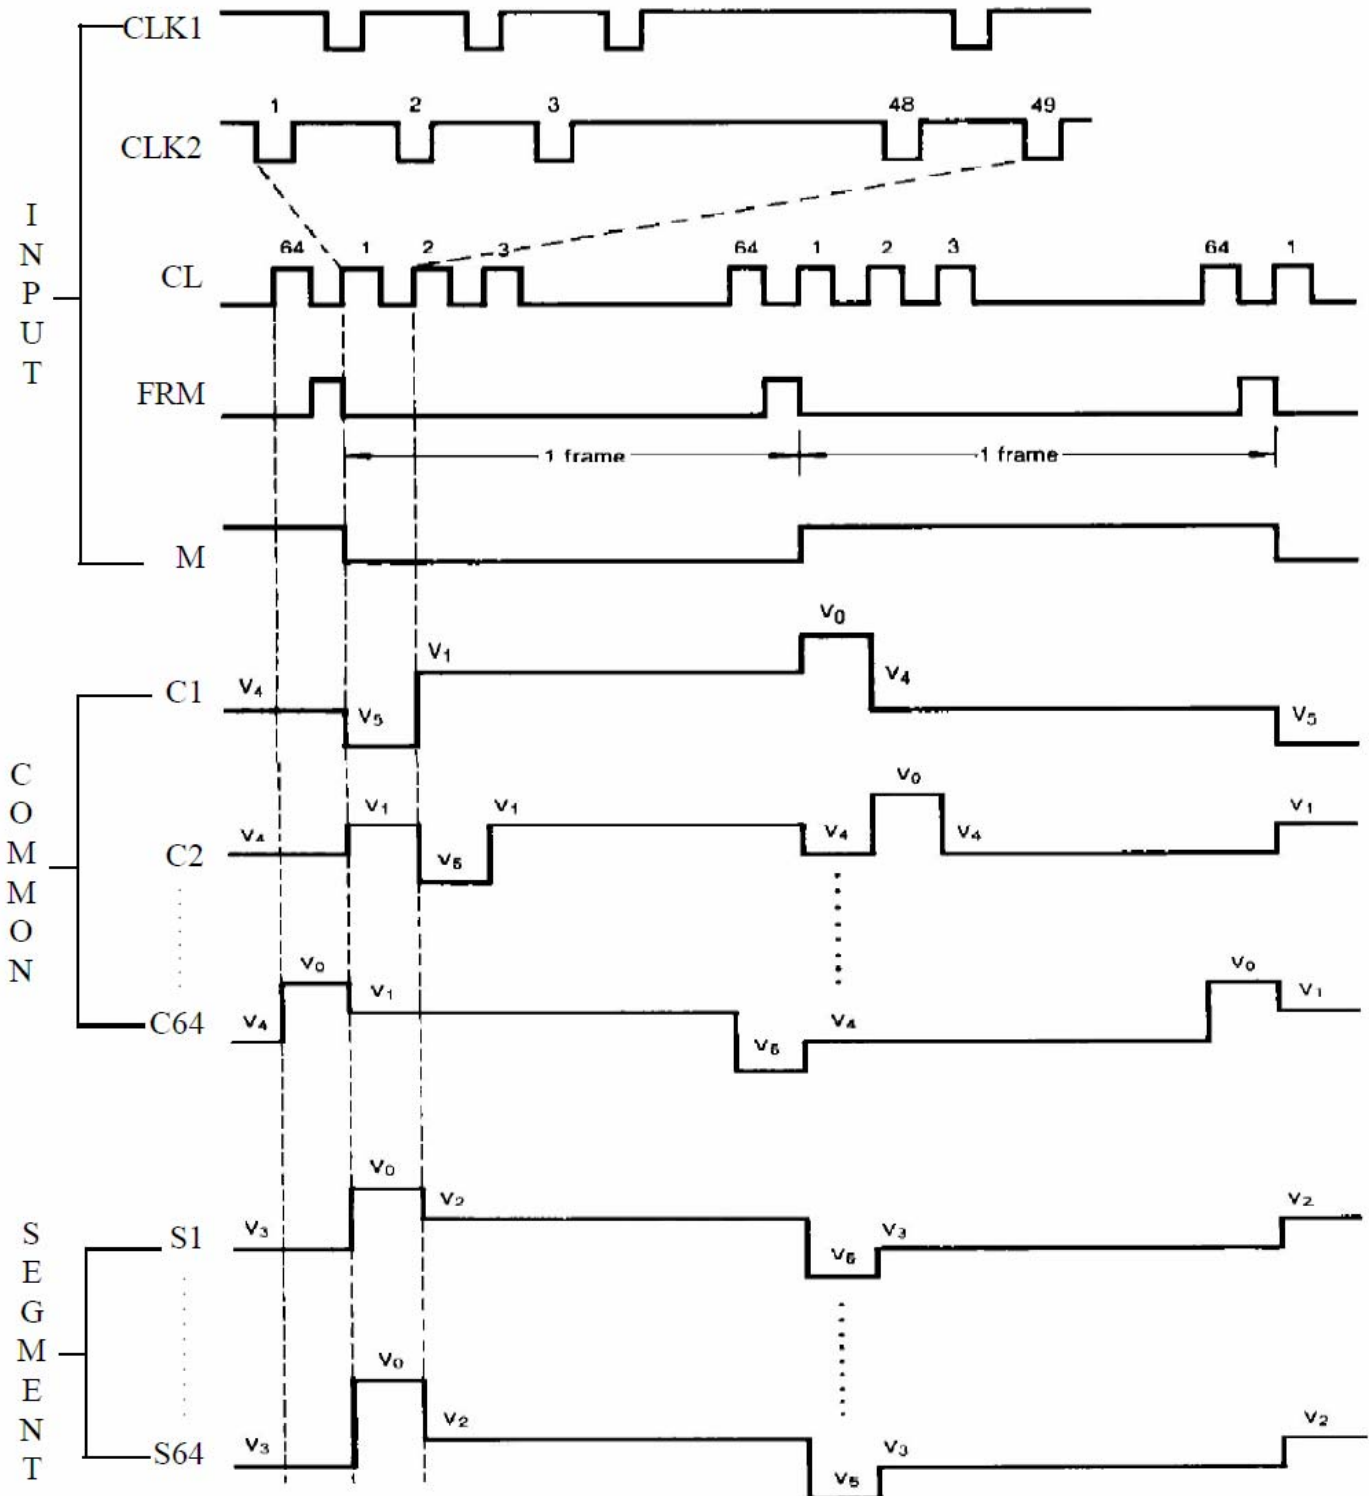 CLK1
1 2 3 48 49
CLK2
INPUT
64 1 2 3 64 1 2 3 64 1
CL
FRM
1 frame 1 frame
M
V0
V1
V4 V4
C1 V5 V5
COMMON
V0
V1 V1 V1
V4 V4 V4
C2 V5
V0 V0
V1 V1
C64 V4 V4
V5
V0
V2 V2
SEGMENT
S1 V3 V3
V5
V0
V2 V2
S64 V3 V3
V5